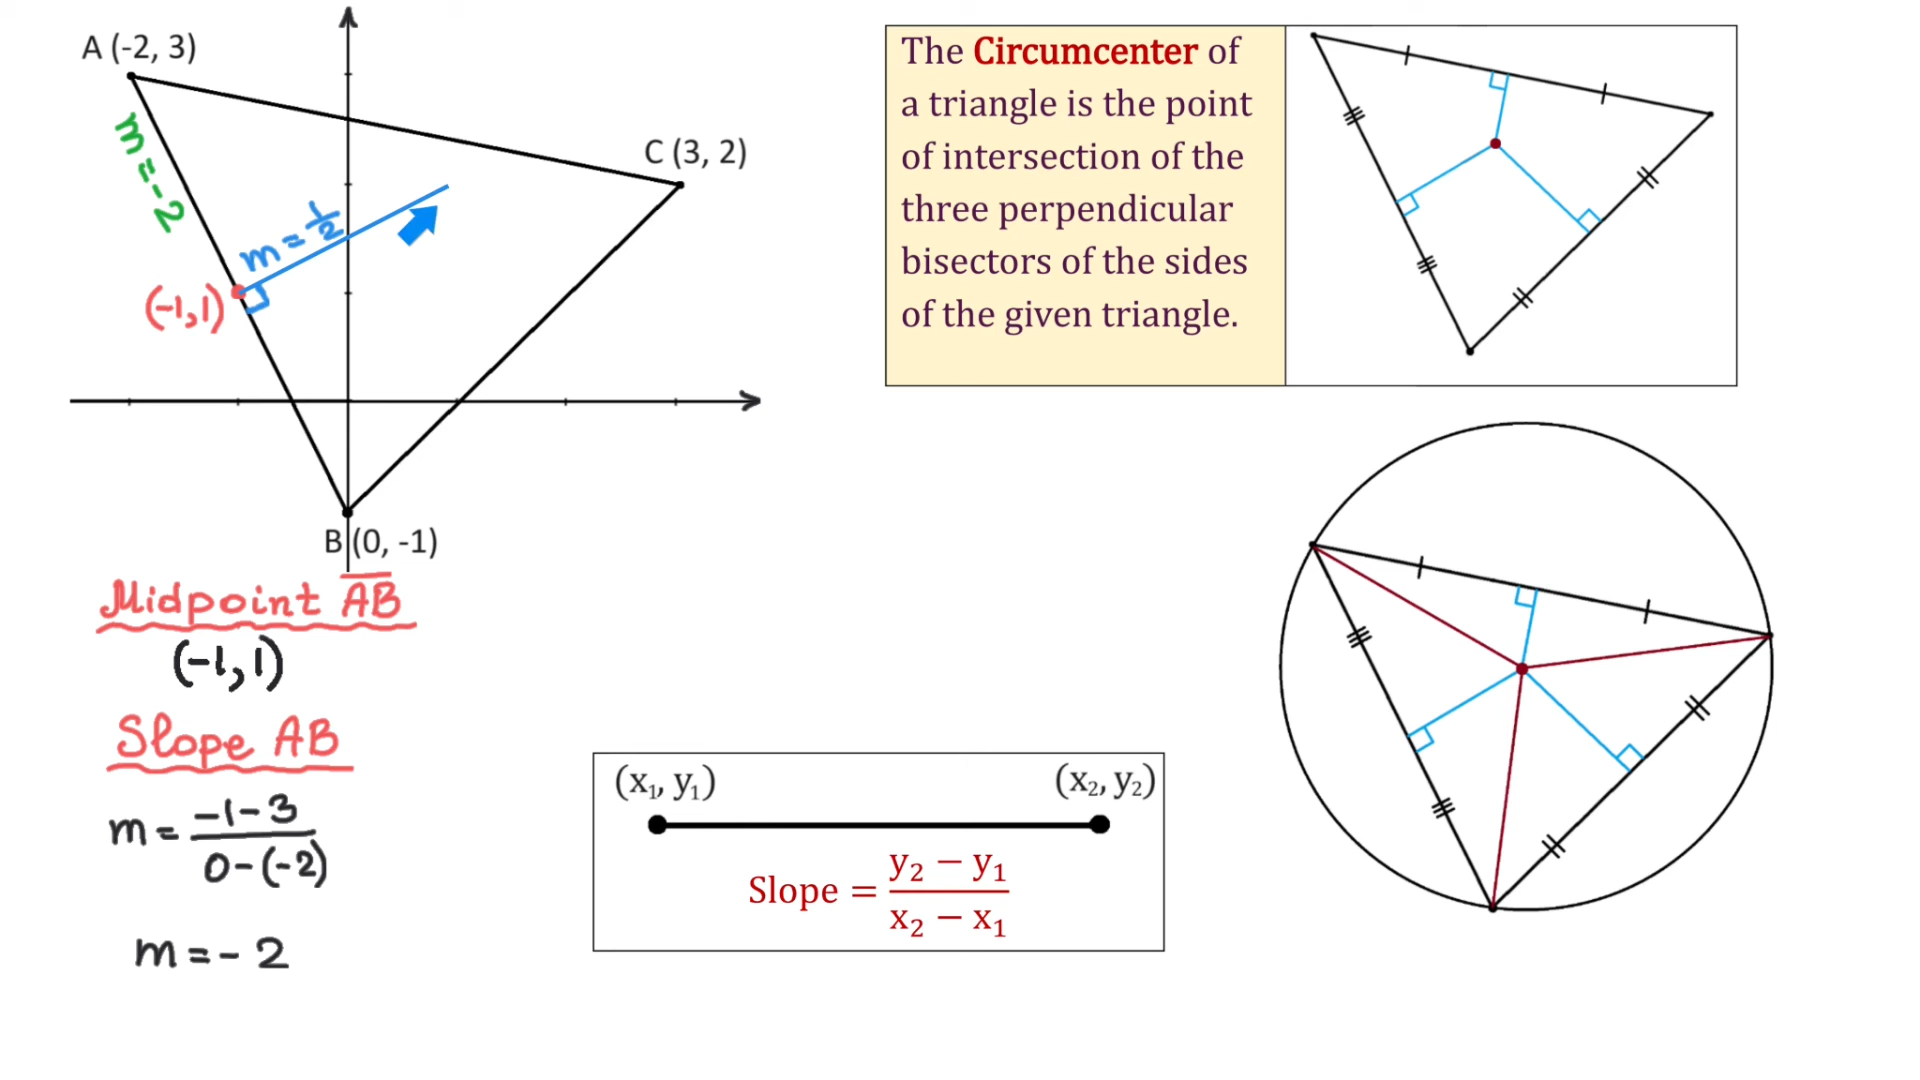 A (-2, 3)
C (3, 2)
m = -2
m = 1/2
(-1, 1)
B (0, -1)
Midpoint A̅B̅
(-1, 1)
Slope AB
m = -1 - 3 / 0 - (-2)
m = - 2
The Circumcenter of
a triangle is the point
of intersection of the
three perpendicular
bisectors of the sides
of the given triangle.
(x₁, y₁) (x₂, y₂)
Slope = y₂ − y₁ / x₂ − x₁